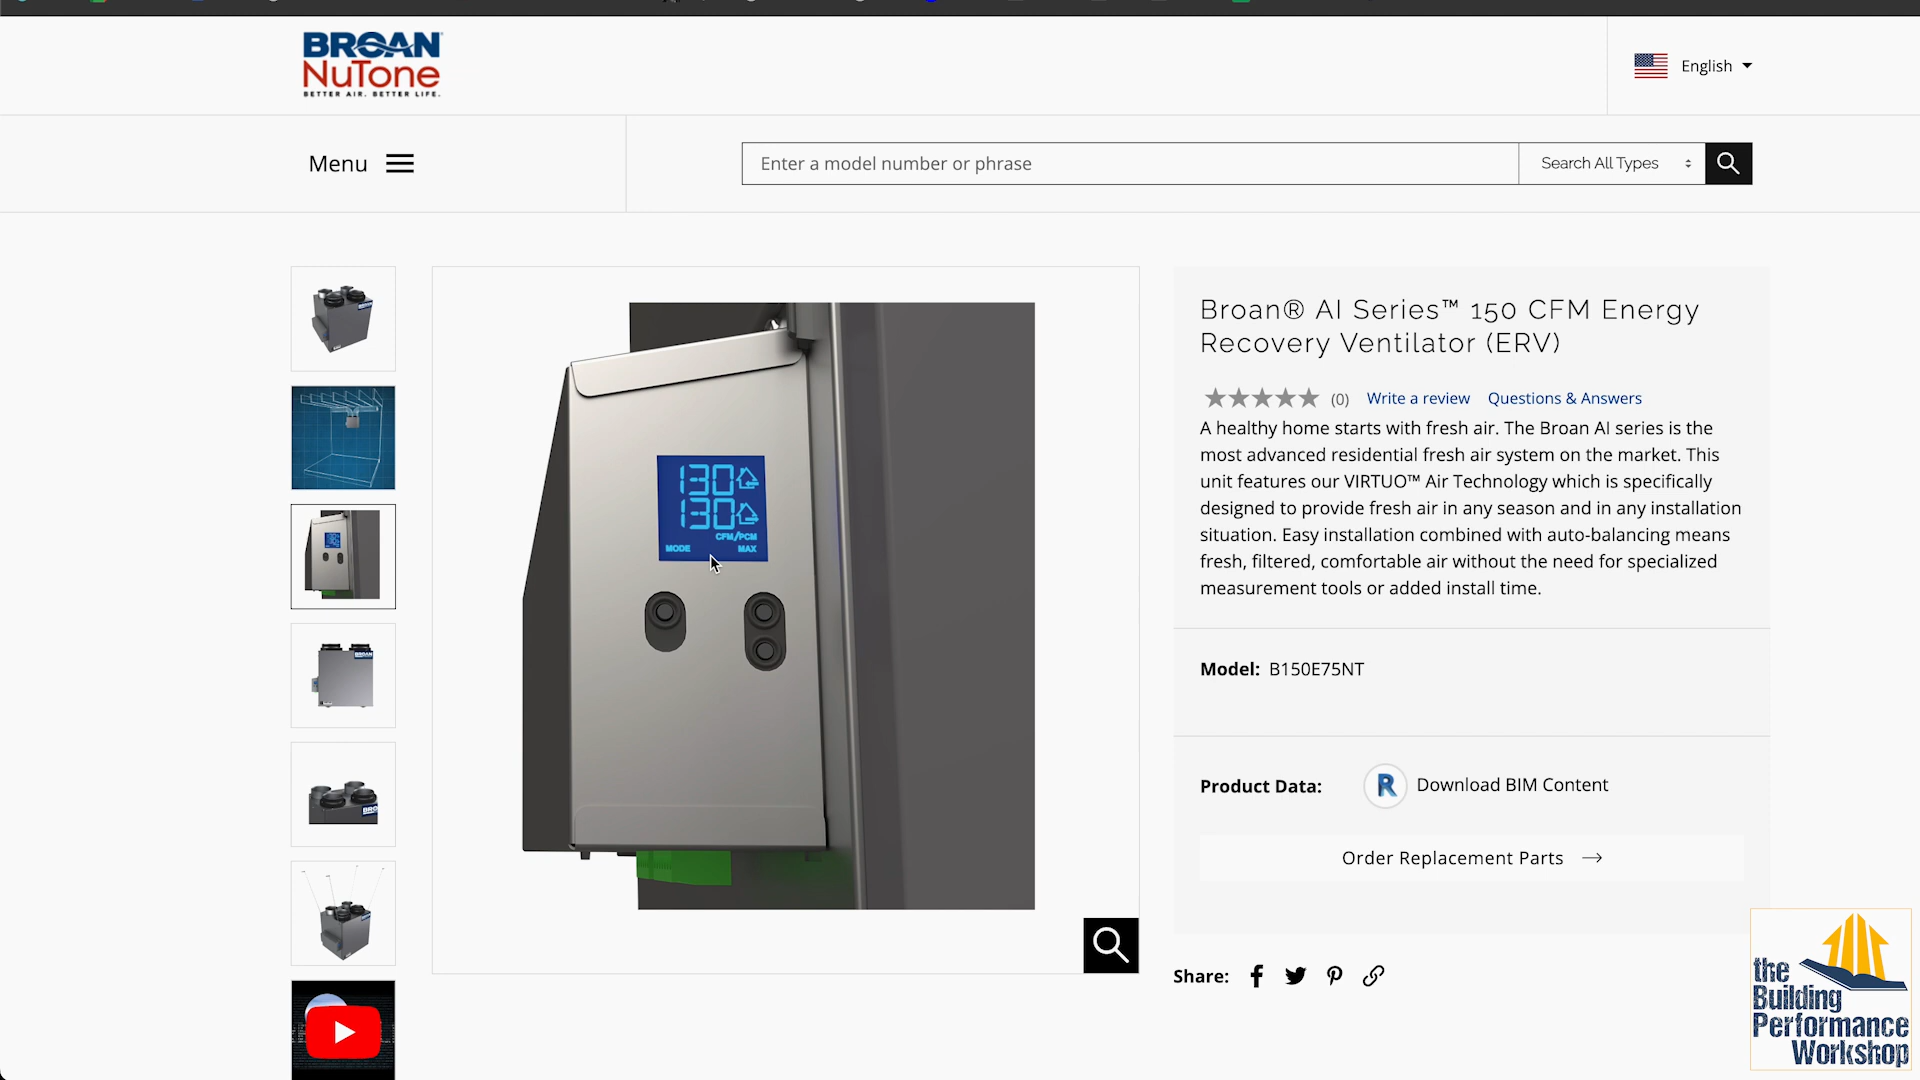 BROAN
NuTone
BETTER AIR. BETTER LIFE.
English
Menu
Enter a model number or phrase
Search All Types
Broan® AI Series™ 150 CFM Energy
Recovery Ventilator (ERV)
(0) Write a review Questions & Answers
A healthy home starts with fresh air. The Broan AI series is the
most advanced residential fresh air system on the market. This
unit features our VIRTUO™ Air Technology which is specifically
designed to provide fresh air in any season and in any installation
situation. Easy installation combined with auto-balancing means
fresh, filtered, comfortable air without the need for specialized
measurement tools or added install time.
130
130
CFM/PCM
MODE MAX
Model: B150E75NT
Product Data:
R
Download BIM Content
Order Replacement Parts
Share:
the
Building
Performance
Workshop